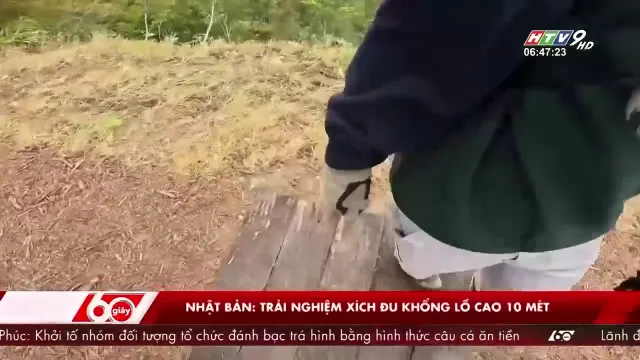 HTV9 HD
06:47:23
60 giây
NHẬT BẢN: TRẢI NGHIỆM XÍCH ĐU KHỔNG LỒ CAO 10 MÉT
Phúc: Khởi tố nhóm đối tượng tổ chức đánh bạc trá hình bằng hình thức câu cá ăn tiền 60 Lãnh đ